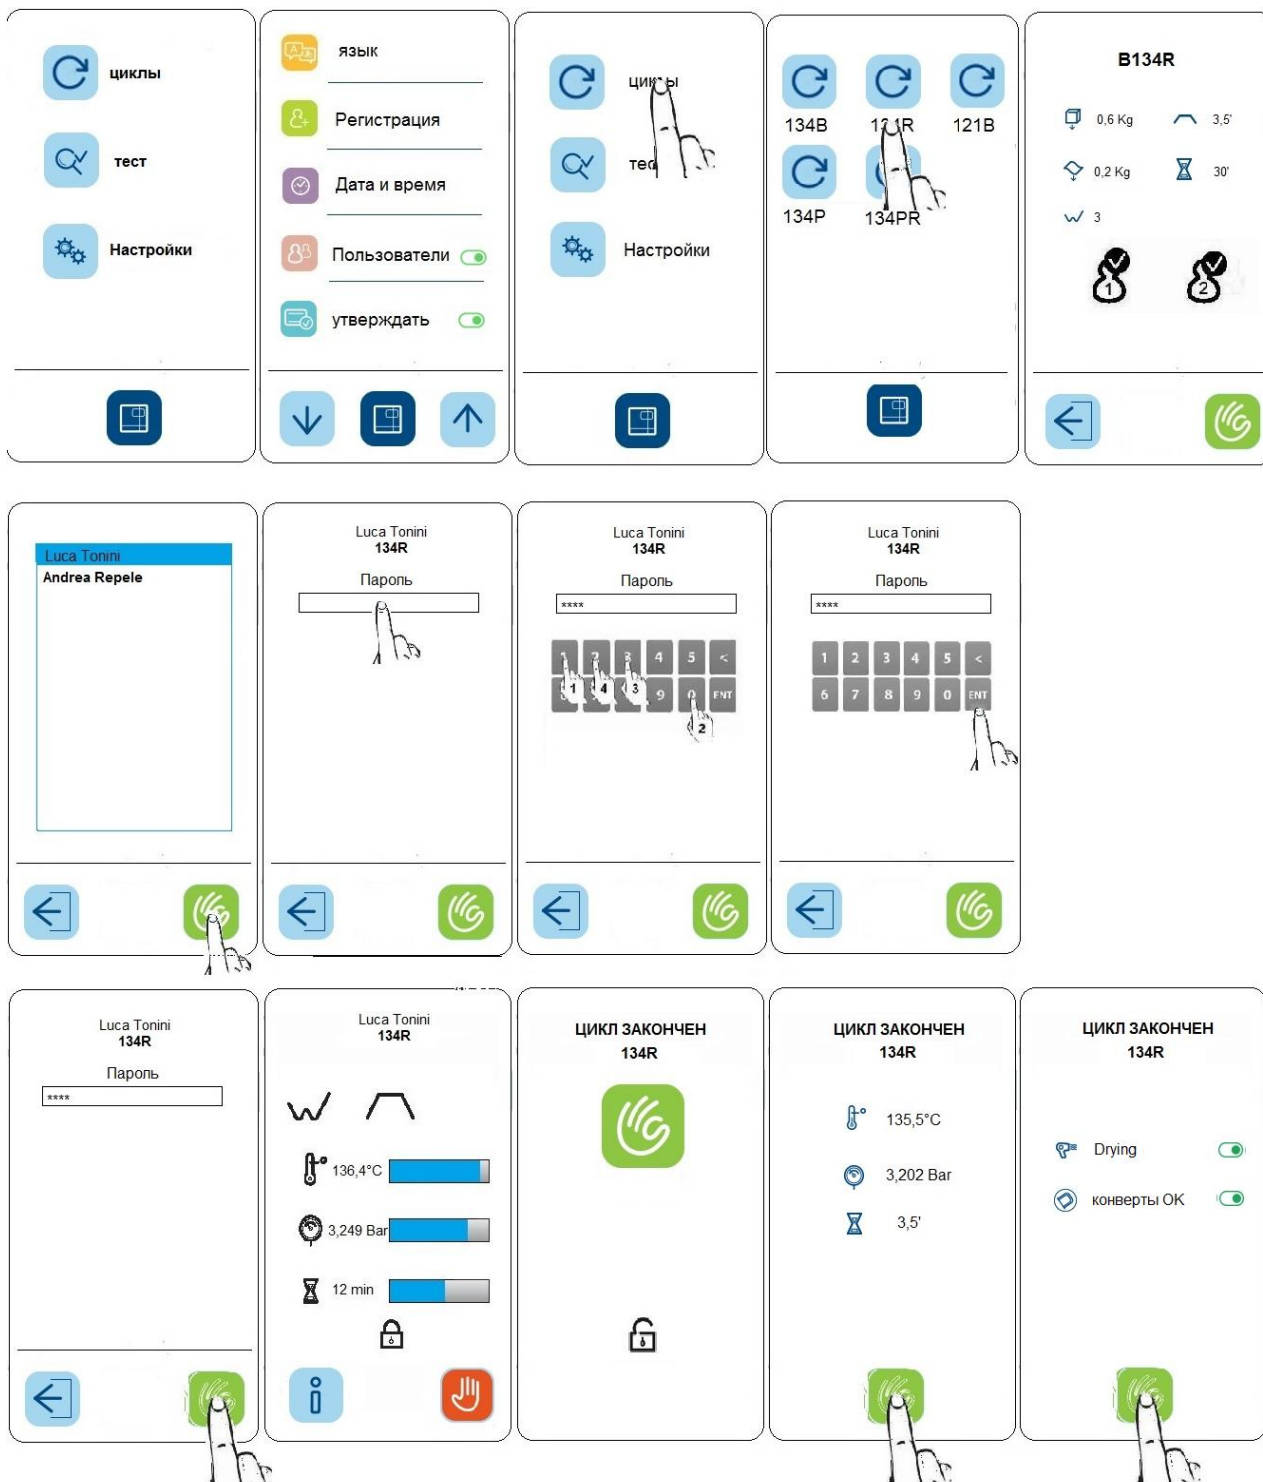 циклы
тест
Настройки
язык
Регистрация
Дата и время
Пользователи
утверждать
Настройки
134B
134R
121B
134P
134PR
B134R
0,6 Kg
3,5'
0,2 Kg
30'
3
1
2
Luca Tonini
Andrea Repele
Luca Tonini
134R
Пароль
Luca Tonini
134R
Пароль
****
1 2 3 4 5 <
9 0 ENT
1 4 3
2
Luca Tonini
134R
Пароль
****
1 2 3 4 5 <
6 7 8 9 0 ENT
Luca Tonini
134R
Пароль
****
Luca Tonini
134R
136,4°C
3,249 Bar
12 min
ЦИКЛ ЗАКОНЧЕН
134R
ЦИКЛ ЗАКОНЧЕН
134R
135,5°C
3,202 Bar
3,5'
ЦИКЛ ЗАКОНЧЕН
134R
Drying
конверты OK